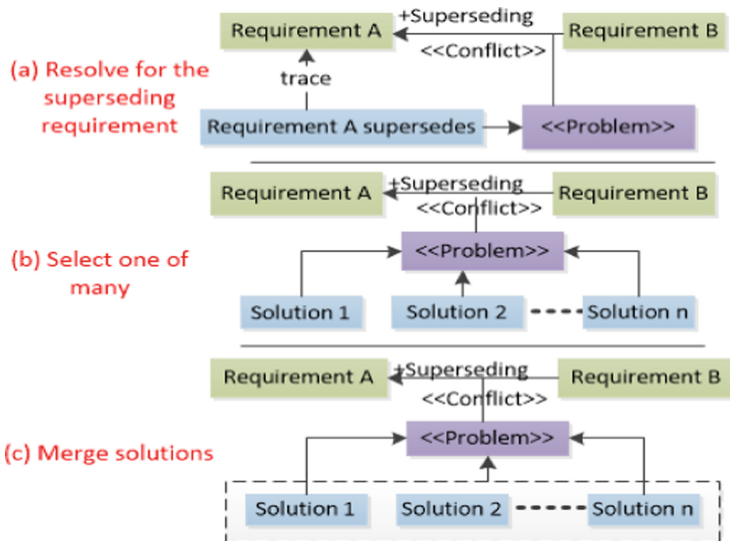 Requirement A
+Superseding
Requirement B
<<Conflict>>
(a) Resolve for the
superseding
requirement
trace
Requirement A supersedes
<<Problem>>
Requirement A
+Superseding
Requirement B
<<Conflict>>
(b) Select one of
many
<<Problem>>
Solution 1
Solution 2
Solution n
Requirement A
+Superseding
Requirement B
<<Conflict>>
(c) Merge solutions
<<Problem>>
Solution 1
Solution 2
Solution n